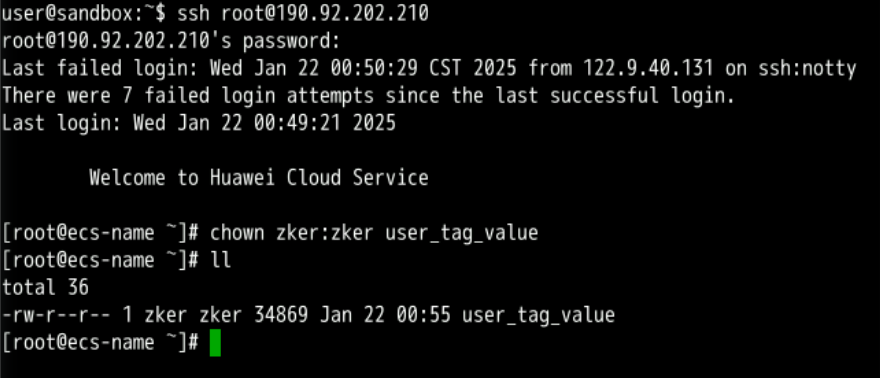 user@sandbox:~$ ssh root@190.92.202.210
root@190.92.202.210's password:
Last failed login: Wed Jan 22 00:50:29 CST 2025 from 122.9.40.131 on ssh:notty
There were 7 failed login attempts since the last successful login.
Last login: Wed Jan 22 00:49:21 2025
Welcome to Huawei Cloud Service
[root@ecs-name ~]# chown zker:zker user_tag_value
[root@ecs-name ~]# ll
total 36
-rw-r--r-- 1 zker zker 34869 Jan 22 00:55 user_tag_value
[root@ecs-name ~]#